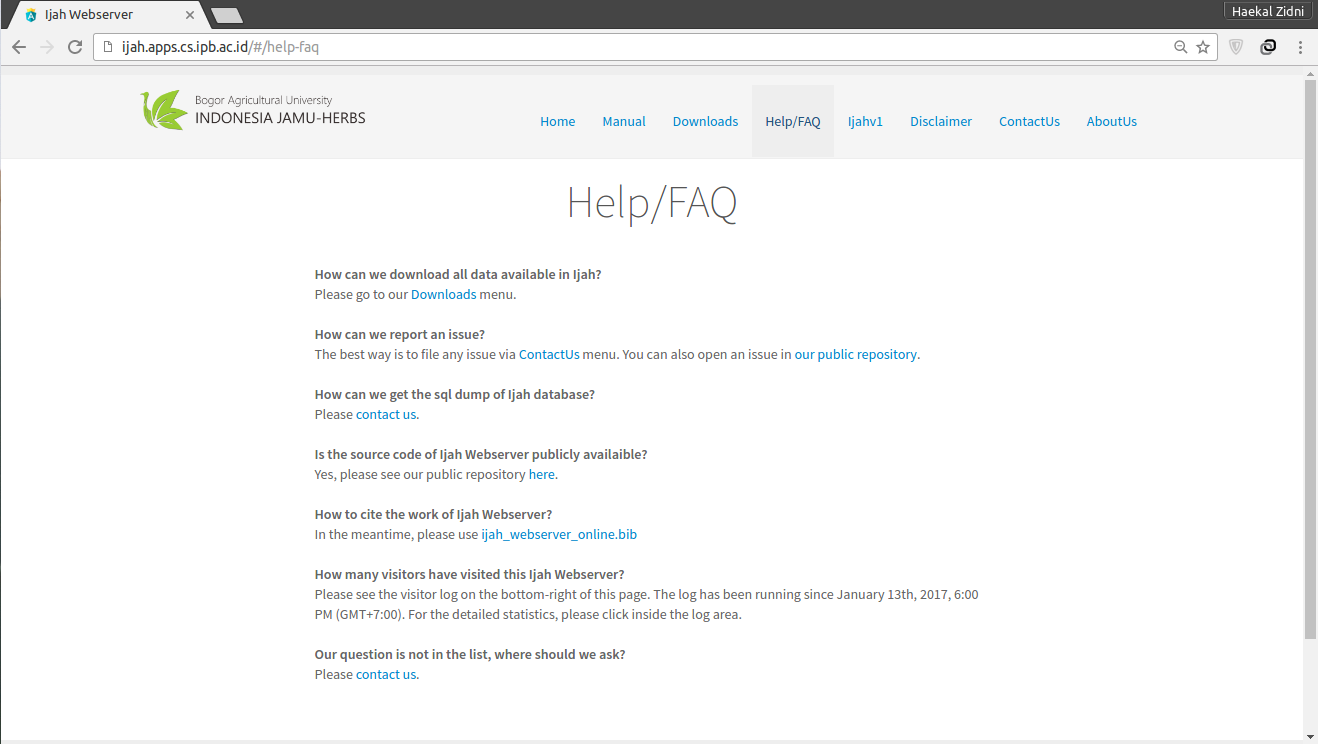 Ijah Webserver
Haekal Zidni
ijah.apps.cs.ipb.ac.id/#/help-faq
Bogor Agricultural University
INDONESIA JAMU-HERBS
Home Manual Downloads Help/FAQ Ijahv1 Disclaimer ContactUs AboutUs
Help/FAQ
How can we download all data available in Ijah?
Please go to our Downloads menu.
How can we report an issue?
The best way is to file any issue via ContactUs menu. You can also open an issue in our public repository.
How can we get the sql dump of Ijah database?
Please contact us.
Is the source code of Ijah Webserver publicly availaible?
Yes, please see our public repository here.
How to cite the work of Ijah Webserver?
In the meantime, please use ijah_webserver_online.bib
How many visitors have visited this Ijah Webserver?
Please see the visitor log on the bottom-right of this page. The log has been running since January 13th, 2017, 6:00
PM (GMT+7:00). For the detailed statistics, please click inside the log area.
Our question is not in the list, where should we ask?
Please contact us.